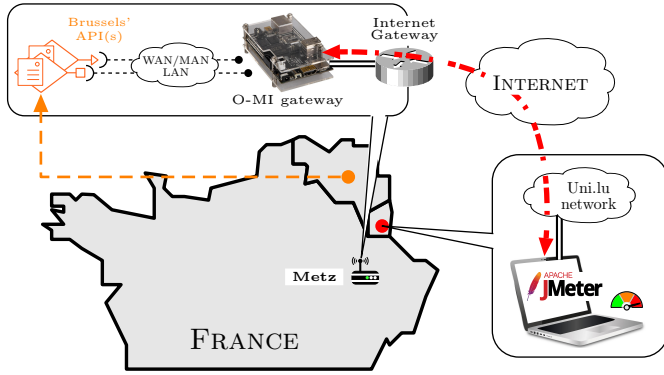 Brussels'
API(s)
WAN/MAN
LAN
O-MI gateway
Internet
Gateway
INTERNET
Uni.lu
network
APACHE
JMeter
Metz
FRANCE